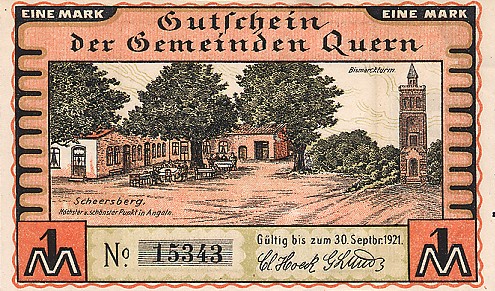 EINE MARK
EINE MARK
Gutschein
der Gemeinden Quern
Bismarckturm.
Scheersberg.
Höchster u. schönster Punkt in Angeln.
1 M
1 M
No. 15343
Gültig bis zum 30. Septbr. 1921.